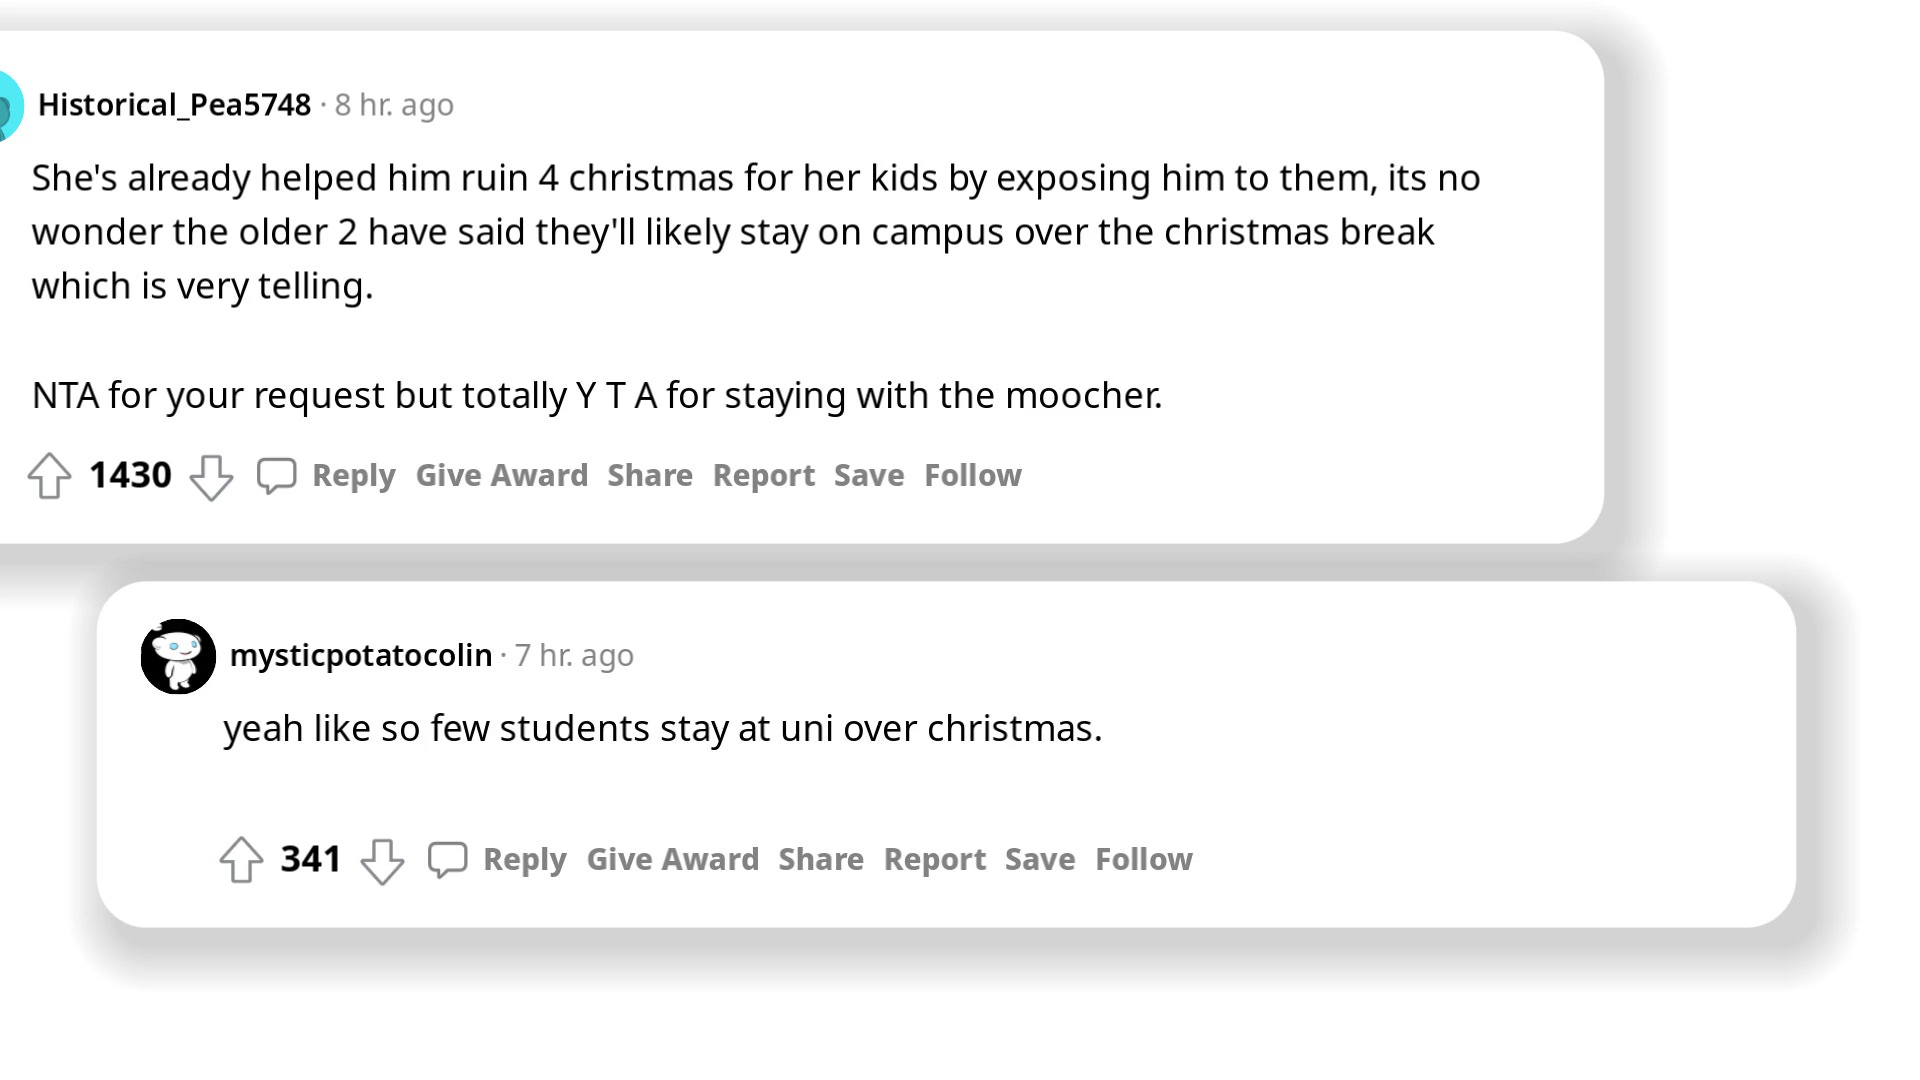 Historical_Pea5748 · 8 hr. ago
She's already helped him ruin 4 christmas for her kids by exposing him to them, its no
wonder the older 2 have said they'll likely stay on campus over the christmas break
which is very telling.
NTA for your request but totally Y T A for staying with the moocher.
1430 Reply Give Award Share Report Save Follow
mysticpotatocolin · 7 hr. ago
yeah like so few students stay at uni over christmas.
341 Reply Give Award Share Report Save Follow